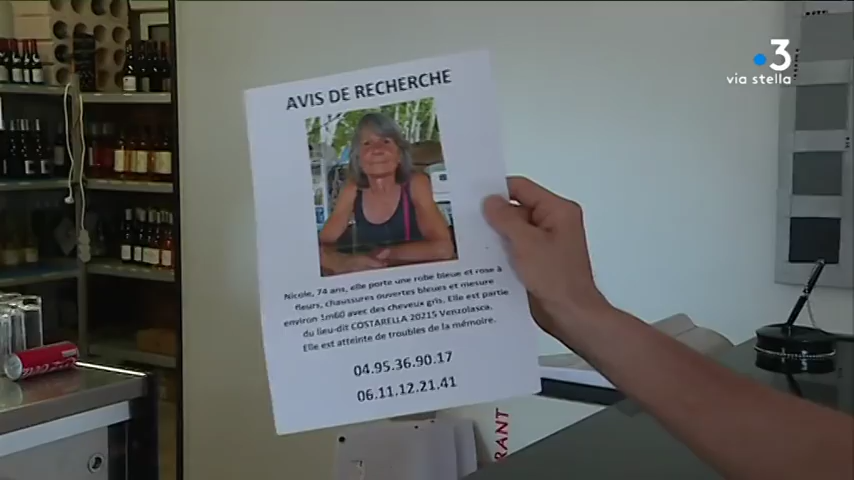 3
via stella
AVIS DE RECHERCHE
Nicole, 74 ans, elle porte une robe bleue et rose à
fleurs, chaussures ouvertes bleues et mesure
environ 1m60 avec des cheveux gris. Elle est partie
du lieu-dit COSTARELLA 20215 Venzolasca.
Elle est atteinte de troubles de la mémoire.
04.95.36.90.17
06.11.12.21.41
RANT